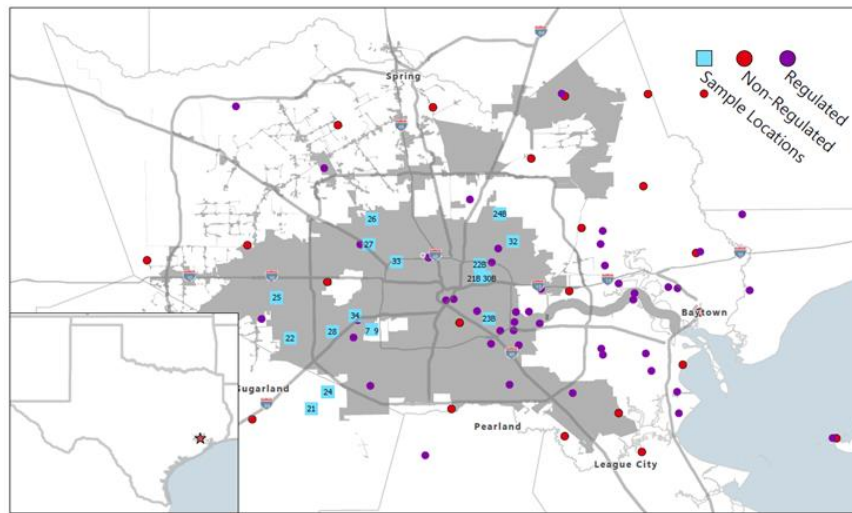 Regulated
Non-Regulated
Sample Locations
Spring
26
24B
27
32
33
22B
21B 30B
25
34
23B
22
28
7 9
Baytown
Sugarland
24
21
Pearland
League City